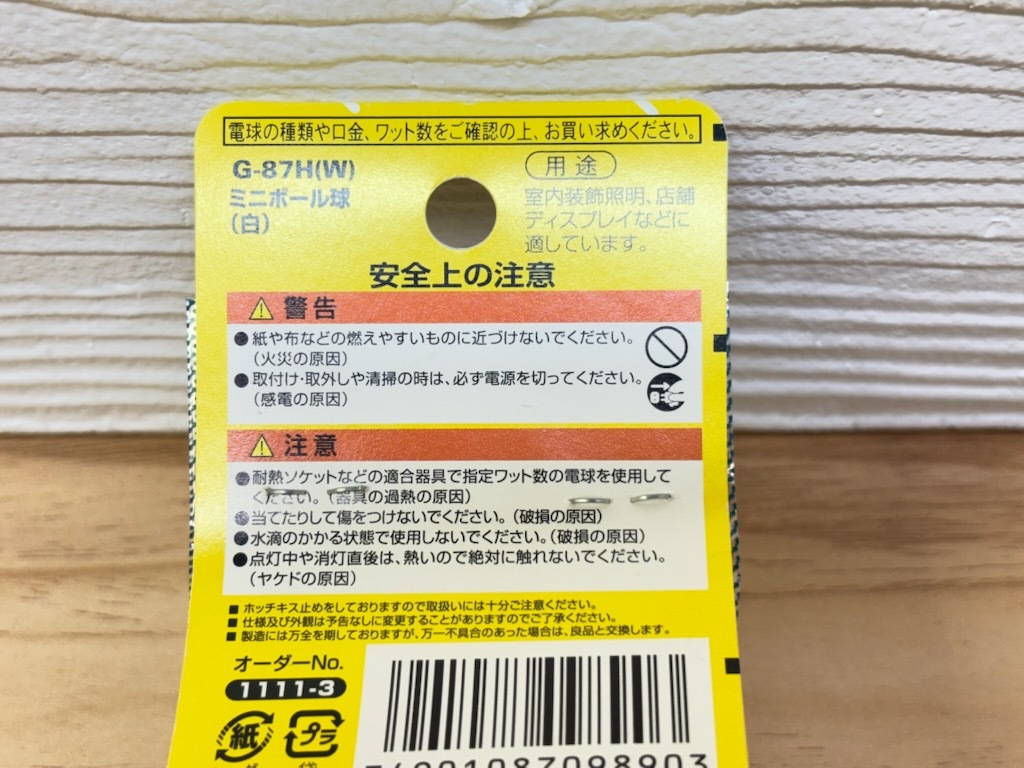 電球の種類や口金、ワット数をご確認の上、お買い求めください。
G-87H(W)
ミニボール球
(白)
用途
室内装飾照明、店舗
ディスプレイなどに
適しています。
安全上の注意
警告
●紙や布などの燃えやすいものに近づけないでください。
(火災の原因)
●取付け・取外しや清掃の時は、必ず電源を切ってください。
(感電の原因)
注意
●耐熱ソケットなどの適合器具で指定ワット数の電球を使用して
ください。(器具の過熱の原因)
●当てたりして傷をつけないでください。(破損の原因)
●水滴のかかる状態で使用しないでください。(破損の原因)
●点灯中や消灯直後は、熱いので絶対に触れないでください。
(ヤケドの原因)
■ホッチキス止めをしておりますので取扱いには十分ご注意ください。
■仕様及び外観は予告なしに変更することがありますのでご了承ください。
■製造には万全を期しておりますが、万一不具合のあった場合は、良品と交換します。
オーダーNo.
1111-3
紙
プラ